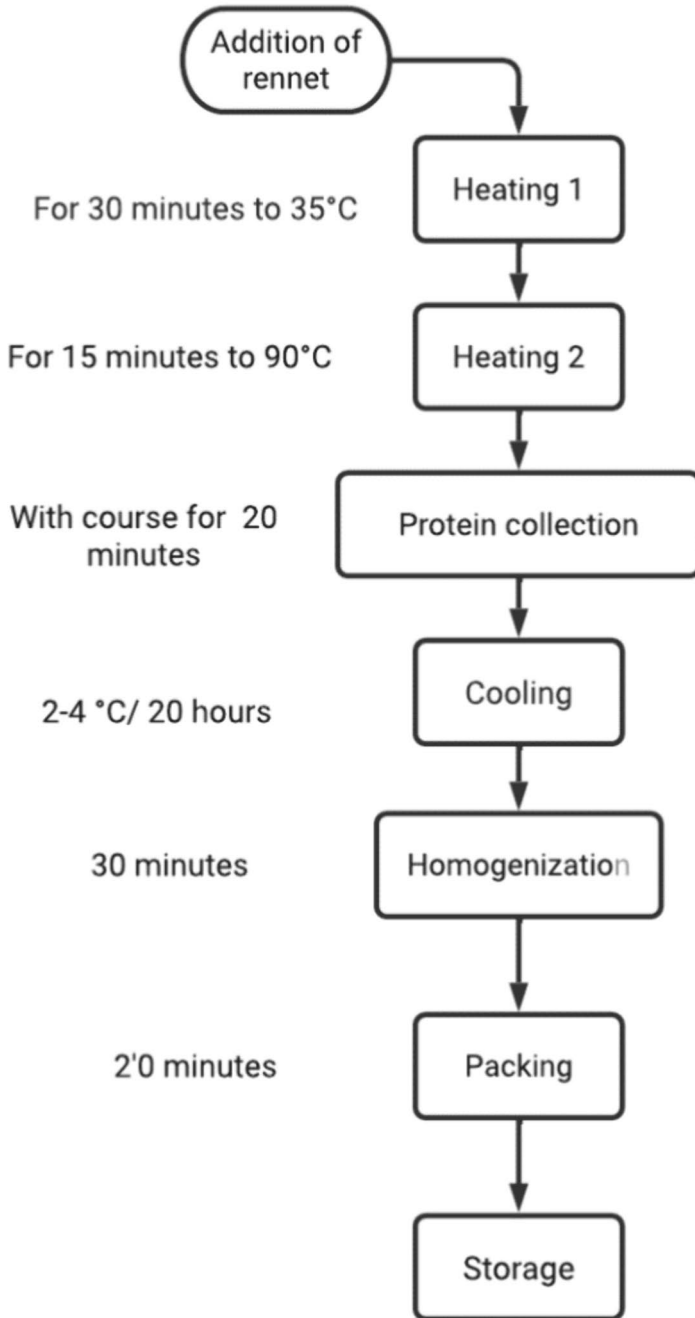 Addition of
rennet
Heating 1
For 30 minutes to 35°C
Heating 2
For 15 minutes to 90°C
Protein collection
With course for 20
minutes
Cooling
2-4 °C/ 20 hours
Homogenization
30 minutes
Packing
2'0 minutes
Storage